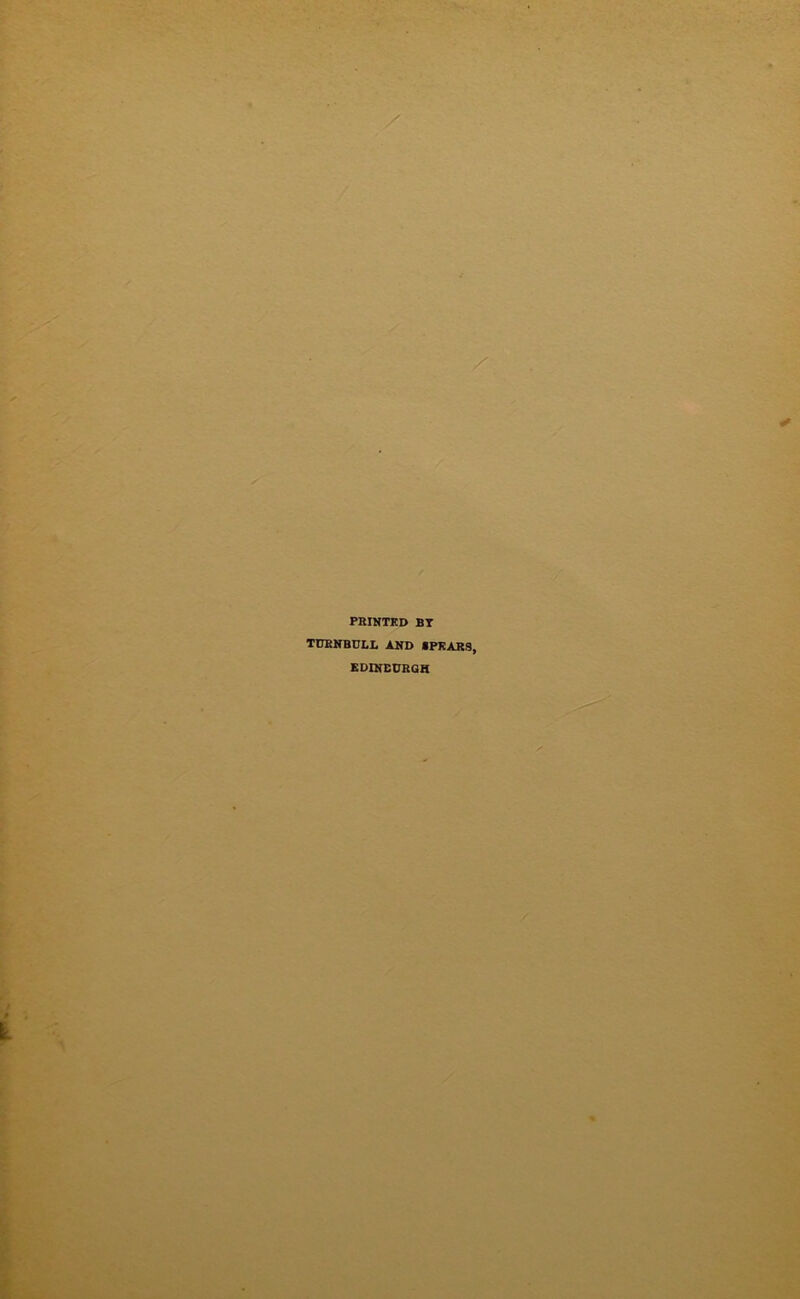 PRINTED BY
TURNBULL AND SPEARS,
EDINBURGH